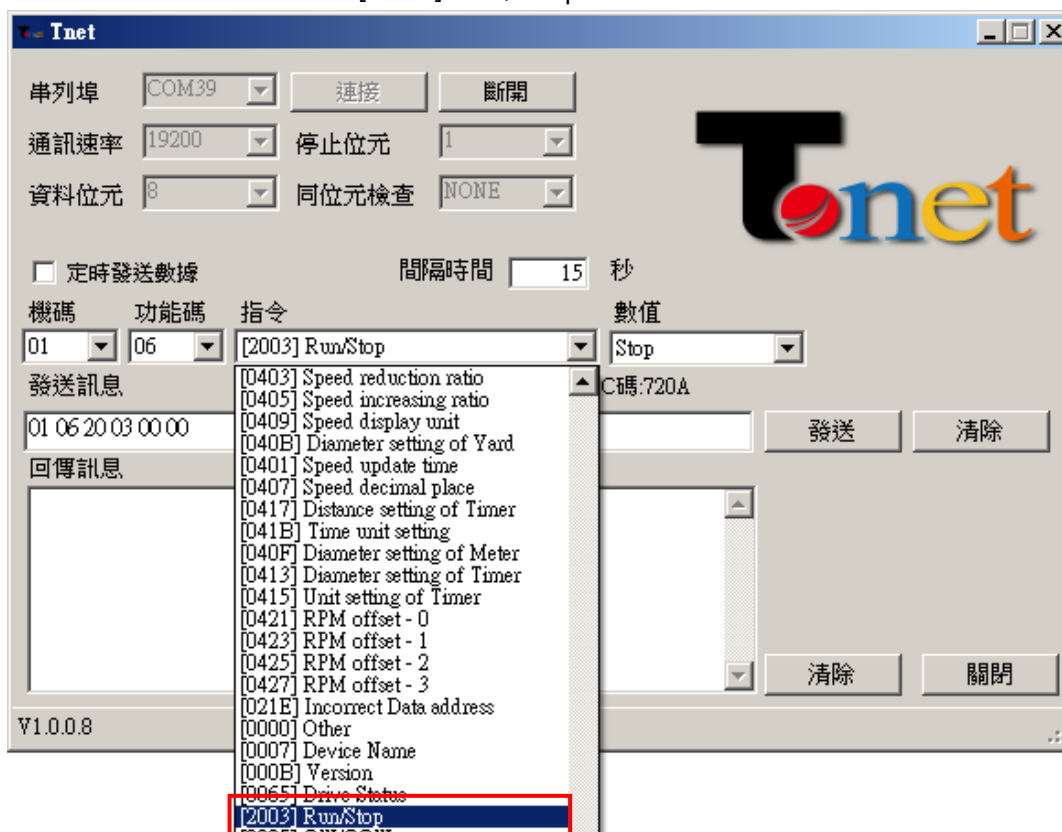 Tnet
串列埠 COM39 連接 斷開
通訊速率 19200 停止位元 1
資料位元 8 同位元檢查 NONE
Tonet
定時發送數據 間隔時間 15 秒
機碼 功能碼 指令 數值
01 06 [2003] Run/Stop Stop
發送訊息 C碼:720A
01 06 20 03 00 00 發送 清除
回傳訊息
[0403] Speed reduction ratio
[0405] Speed increasing ratio
[0409] Speed display unit
[040B] Diameter setting of Yard
[0401] Speed update time
[0407] Speed decimal place
[0417] Distance setting of Timer
[041B] Time unit setting
[040F] Diameter setting of Meter
[0413] Diameter setting of Timer
[0415] Unit setting of Timer
[0421] RPM offset - 0
[0423] RPM offset - 1
[0425] RPM offset - 2
[0427] RPM offset - 3
[021E] Incorrect Data address
[0000] Other
[0007] Device Name
[000B] Version
[0065] Drive Status
[2003] Run/Stop
清除 關閉
V1.0.0.8